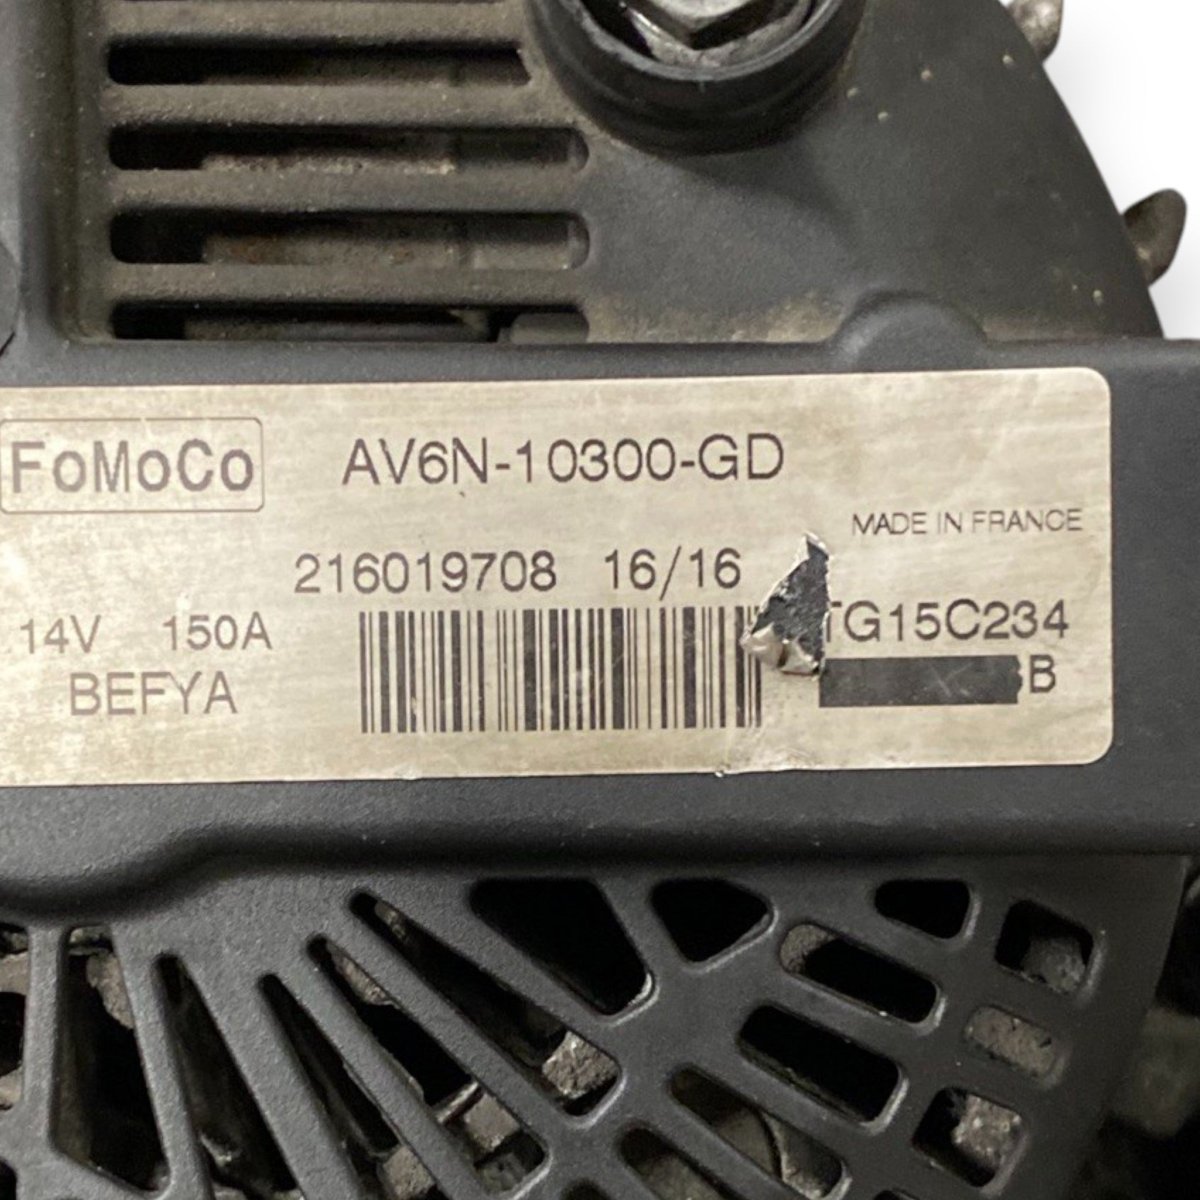 FoMoCo AV6N-10300-GD
MADE IN FRANCE
216019708 16/16
14V 150A TG15C234
BEFYA B